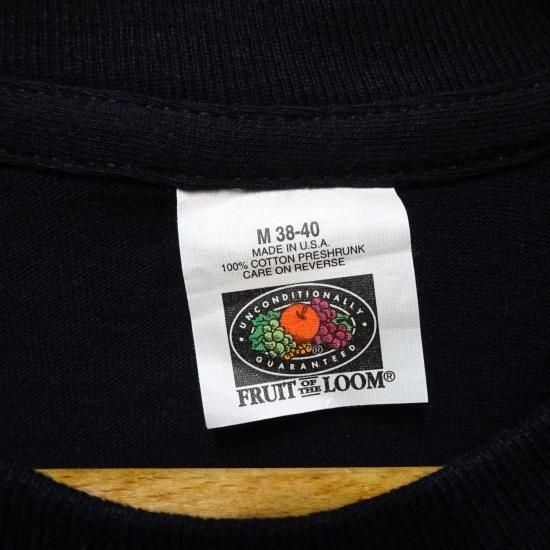 M 38-40
MADE IN U.S.A.
100% COTTON PRESHRUNK
CARE ON REVERSE
• UNCONDITIONALLY •
GUARANTEED
®
FRUIT OF THE LOOM®